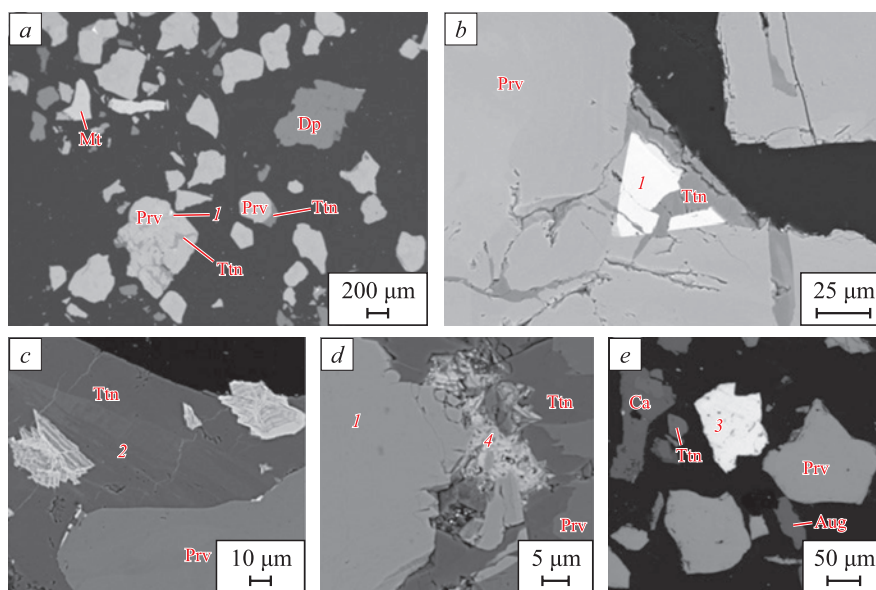 a
Mt
Dp
Prv
1
Prv
Ttn
Ttn
200 µm
b
Prv
1
Ttn
25 µm
c
Ttn
2
Prv
10 µm
d
1
Ttn
4
Prv
5 µm
e
Ca
3
Ttn
Prv
Aug
50 µm